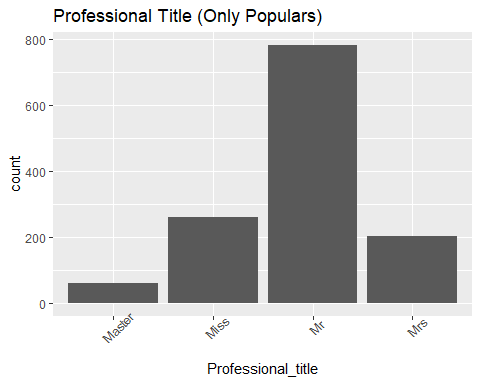 Professional Title (Only Populars)
count
800
600
400
200
0
Master
Miss
Mr
Mrs
Professional_title